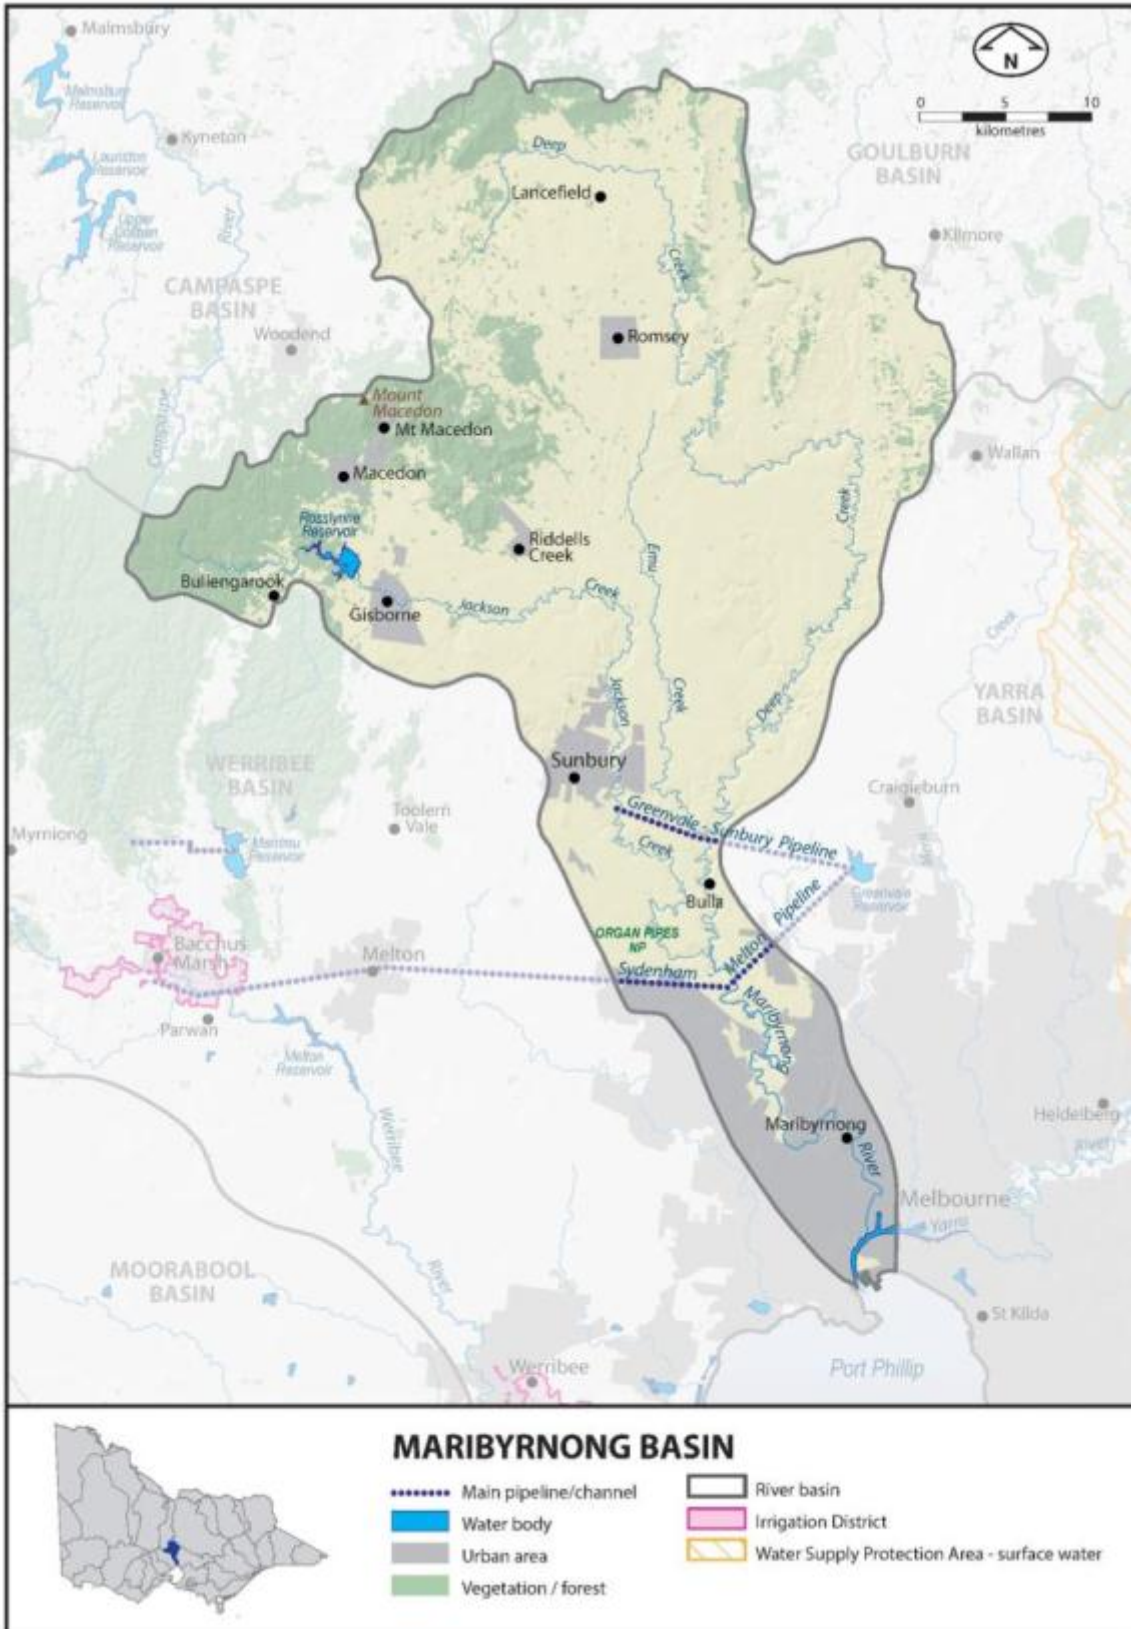 Malmsbury
N
0 5 10
kilometres
Malmsbury
Reservoir
Kyneton
Lauriston
Reservoir
Upper
Coliban
Reservoir
River
Deep
Lancefield
GOULBURN
BASIN
Kilmore
Creek
CAMPASPE
BASIN
Woodend
Romsey
Mount
Macedon
Mt Macedon
Campaspe
Macedon
Wallan
Creek
Rosslynne
Reservoir
Riddells
Creek
Emu
Bullengarook
Gisborne
Jackson
Creek
Creek
Jackson
Creek
Deep
YARRA
BASIN
Sunbury
WERRIBEE
BASIN
Craigieburn
Toolern
Vale
Greenvale - Sunbury Pipeline
Myrniong
Merrimu
Reservoir
Creek
Merri
Bulla
Greenvale
Reservoir
ORGAN PIPES
NP
Bacchus
Marsh
Melton
Sydenham
Melton
Pipeline
Maribyrnong
Parwan
Melton
Reservoir
Heidelberg
Maribyrnong
River
River
Werribee
Melbourne
Yarra
MOORABOOL
BASIN
River
St Kilda
Werribee
Port Phillip
MARIBYRNONG BASIN
Main pipeline/channel
Water body
Urban area
Vegetation / forest
River basin
Irrigation District
Water Supply Protection Area - surface water